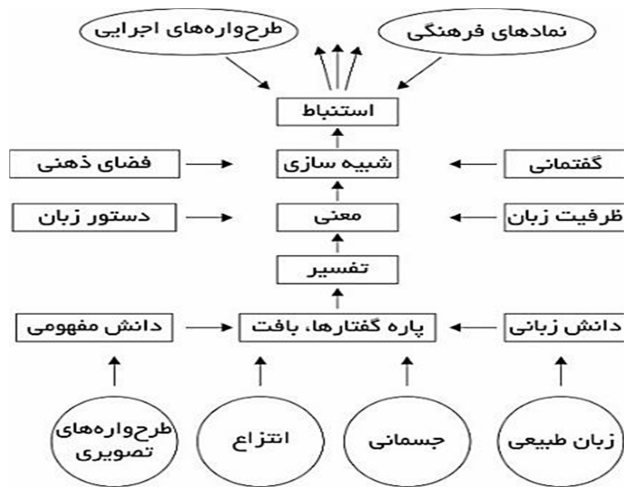 نمادهای فرهنگی
طرح‌واره‌های اجرایی
استنباط
گفتمانی
شبیه سازی
فضای ذهنی
ظرفیت زبان
معنی
دستور زبان
تفسیر
دانش زبانی
پاره گفتارها، بافت
دانش مفهومی
زبان طبیعی
جسمانی
انتزاع
طرح‌واره‌های
تصویری